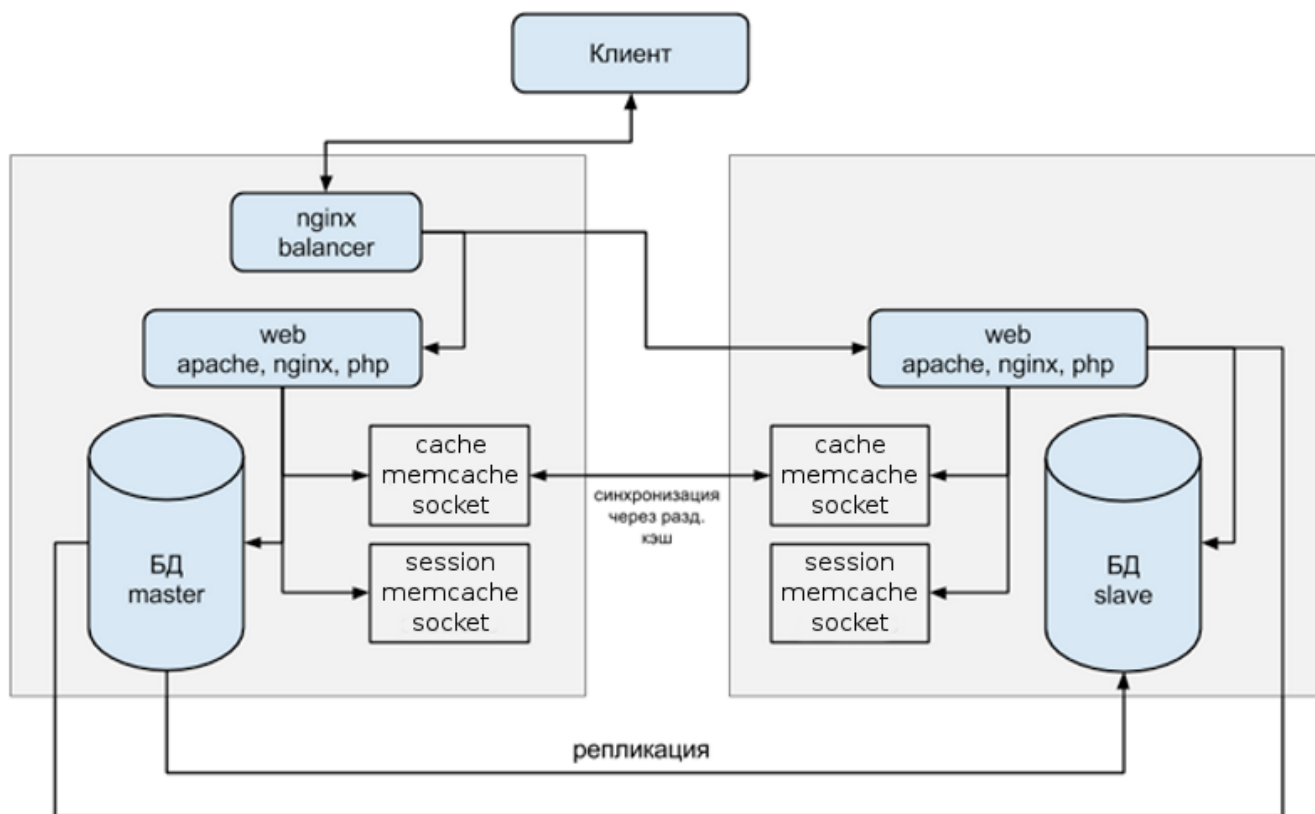 Клиент
nginx
balancer
web
apache, nginx, php
web
apache, nginx, php
cache
memcache
socket
синхронизация
через разд.
кэш
cache
memcache
socket
БД
master
session
memcache
socket
session
memcache
socket
БД
slave
репликация